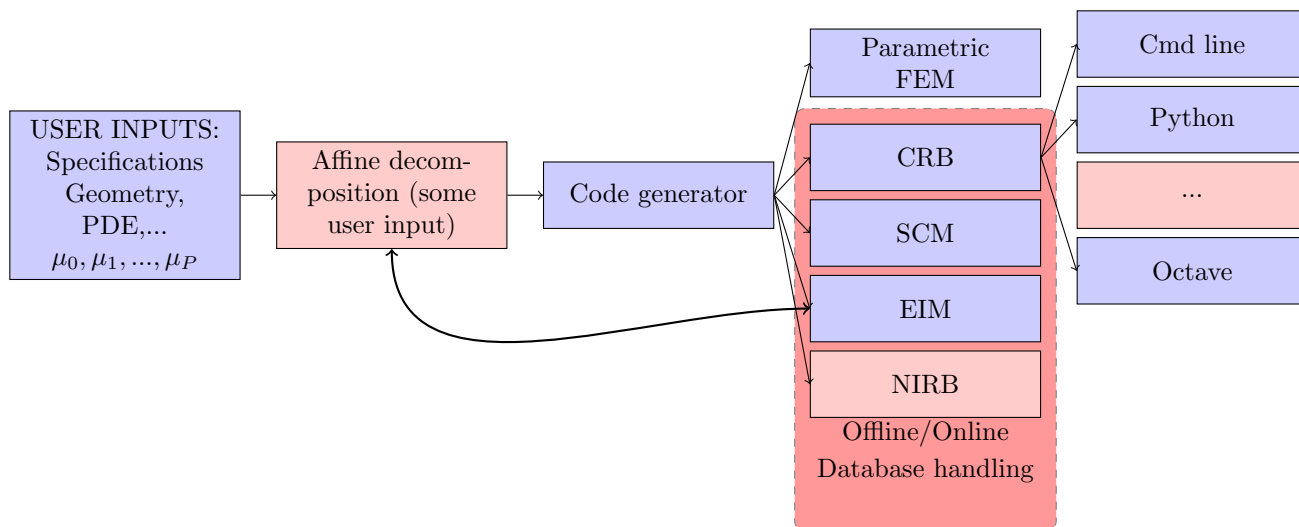 USER INPUTS:
Specifications
Geometry,
PDE,...
μ₀, μ₁, ..., μ_P
Affine decom-
position (some
user input)
Code generator
Parametric
FEM
CRB
SCM
EIM
NIRB
Offline/Online
Database handling
Cmd line
Python
...
Octave